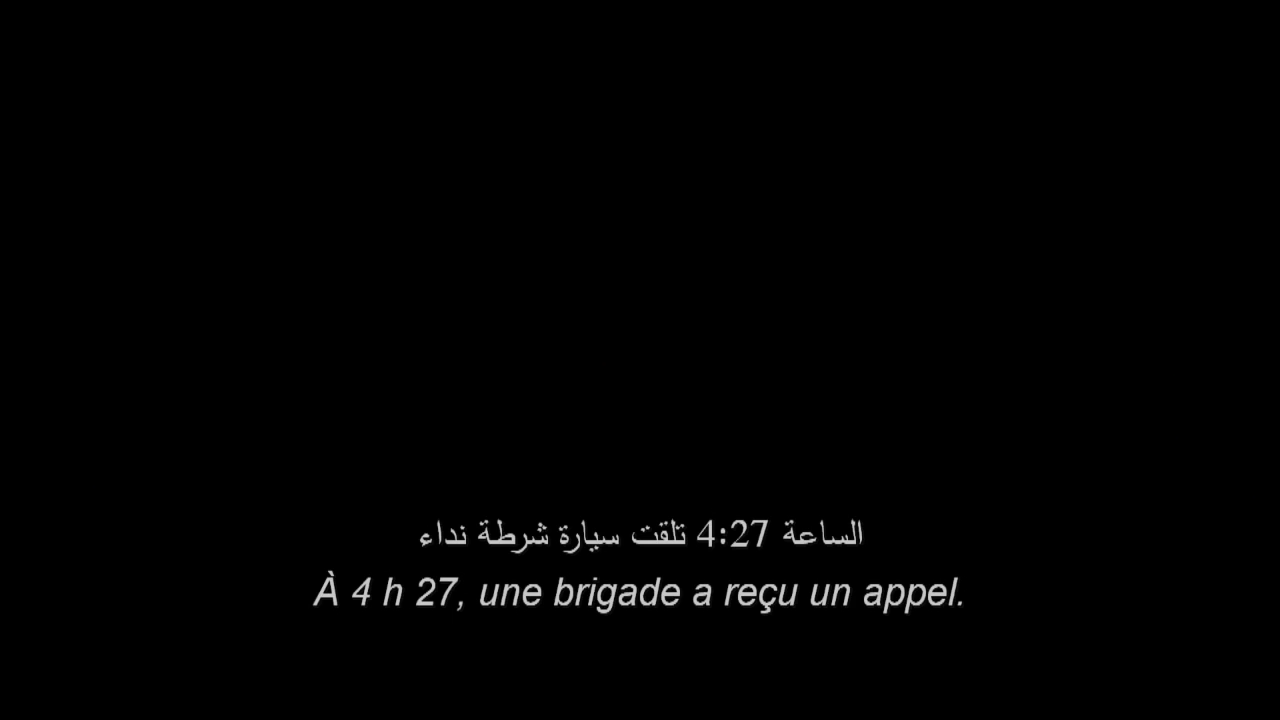 الساعة 4:27 تلقت سيارة شرطة نداء
À 4 h 27, une brigade a reçu un appel.